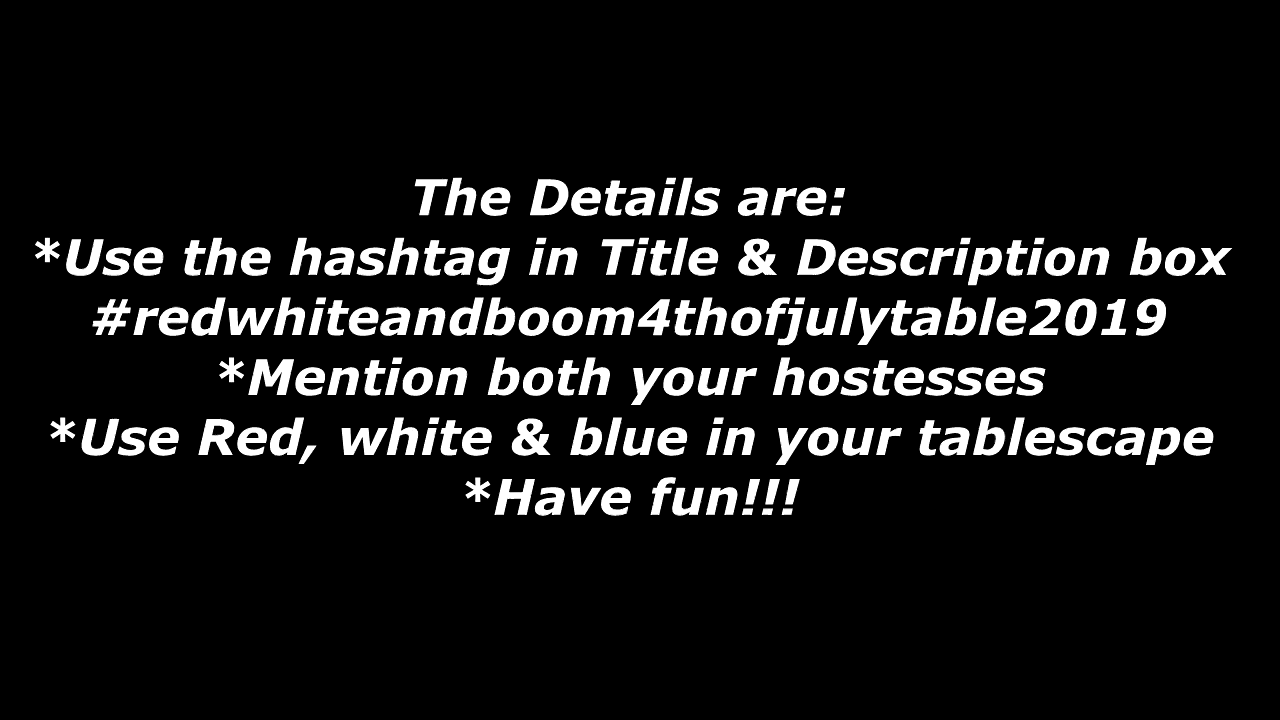 The Details are:
*Use the hashtag in Title & Description box
#redwhiteandboom4thofjulytable2019
*Mention both your hostesses
*Use Red, white & blue in your tablescape
*Have fun!!!